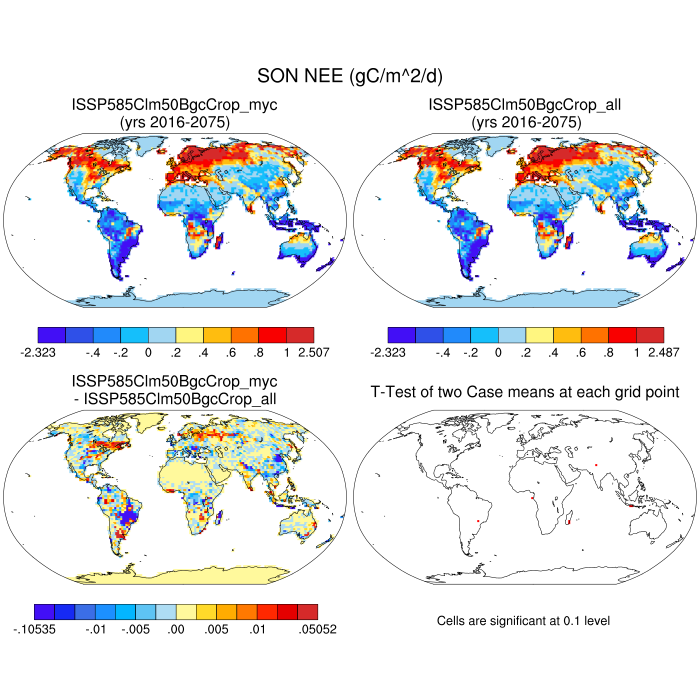 SON NEE (gC/m^2/d)
ISSP585Clm50BgcCrop_myc
(yrs 2016-2075)
ISSP585Clm50BgcCrop_all
(yrs 2016-2075)
-2.323 -.4 -.2 0 .2 .4 .6 .8 1 2.507
-2.323 -.4 -.2 0 .2 .4 .6 .8 1 2.487
ISSP585Clm50BgcCrop_myc
- ISSP585Clm50BgcCrop_all
T-Test of two Case means at each grid point
-.10535 -.01 -.005 .00 .005 .01 .05052
Cells are significant at 0.1 level